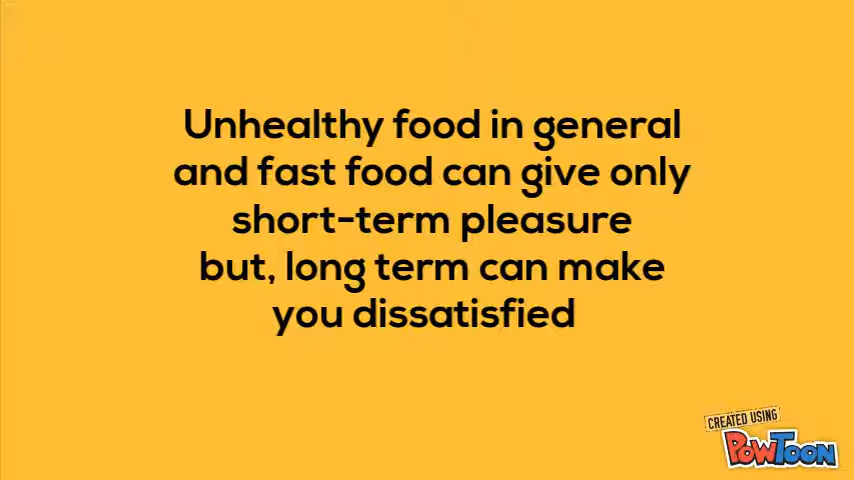 Unhealthy food in general
and fast food can give only
short-term pleasure
but, long term can make
you dissatisfied
CREATED USING
POWTOON